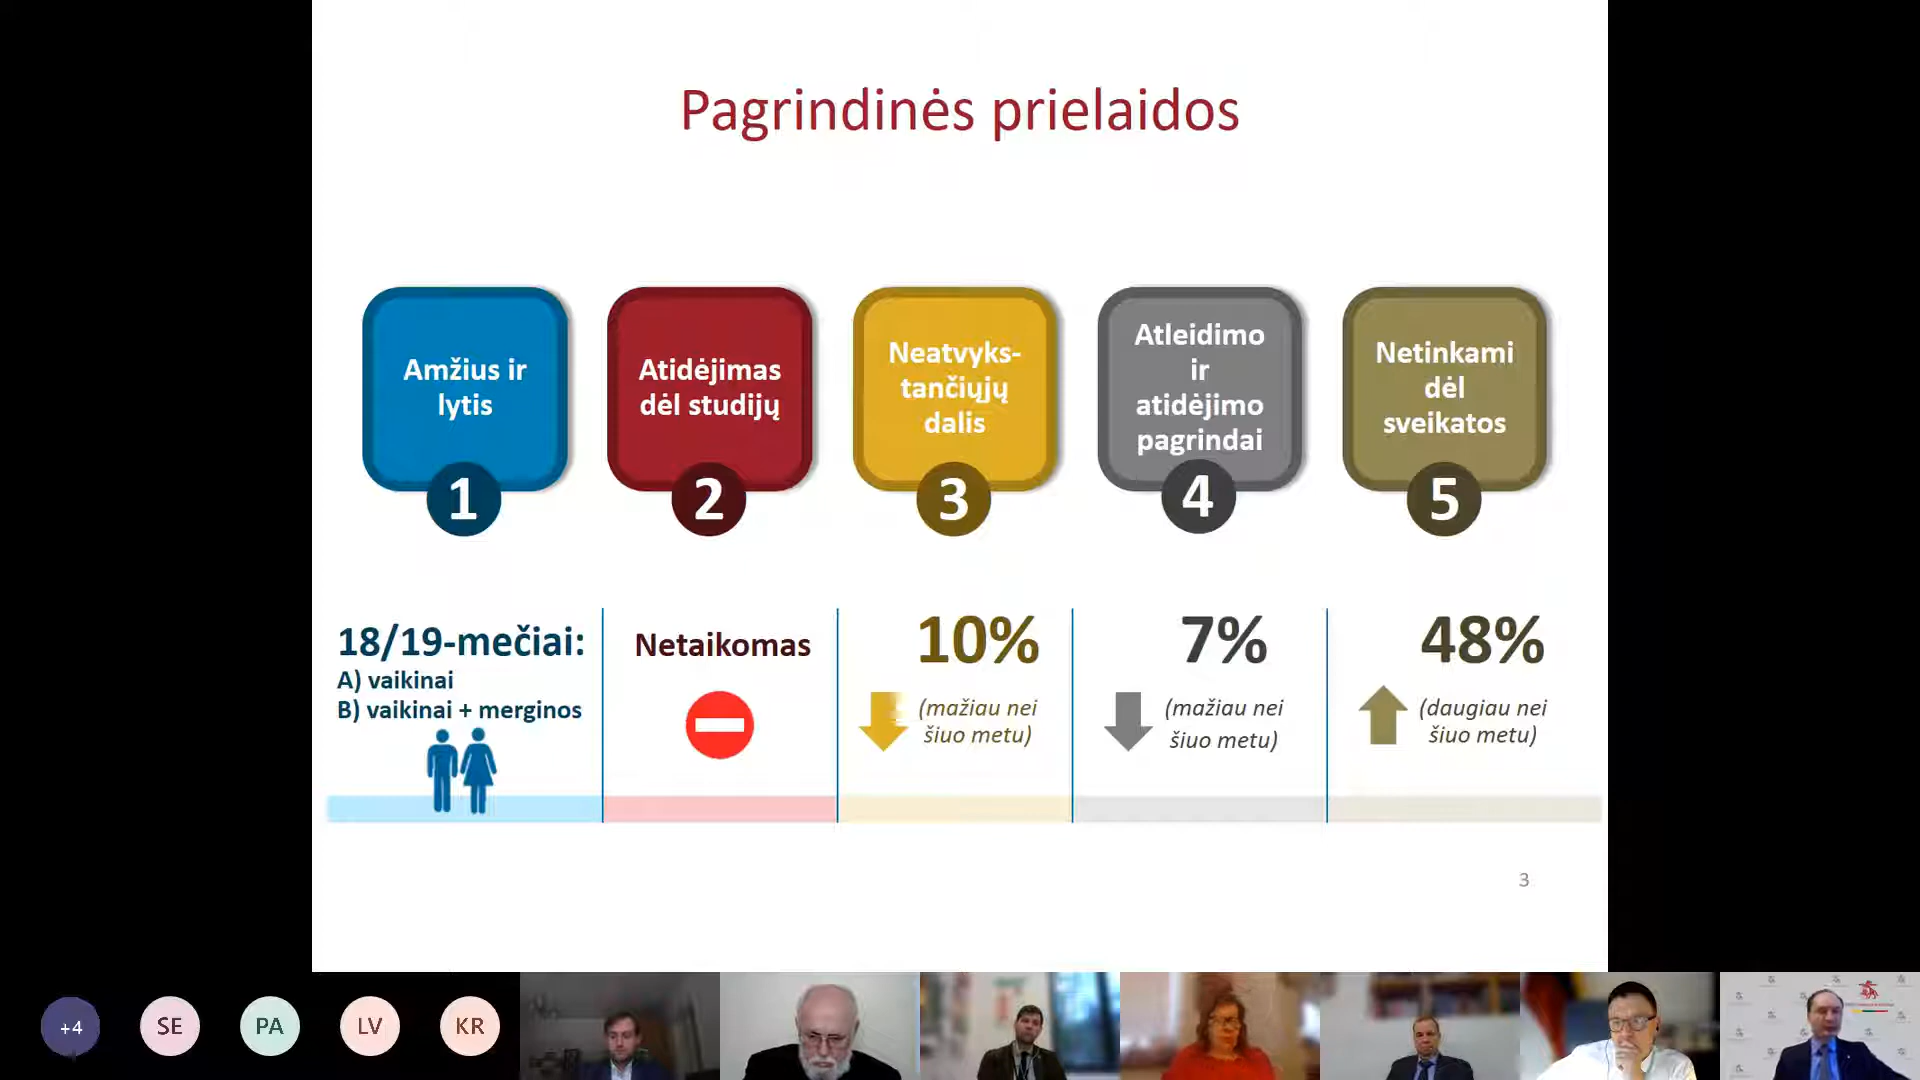 Pagrindinės prielaidos
Amžius ir
lytis
1
Atidėjimas
dėl studijų
2
Neatvyks-
tančiųjų
dalis
3
Atleidimo
ir
atidėjimo
pagrindai
4
Netinkami
dėl
sveikatos
5
18/19-mečiai:
A) vaikinai
B) vaikinai + merginos
Netaikomas
10%
(mažiau nei
šiuo metu)
7%
(mažiau nei
šiuo metu)
48%
(daugiau nei
šiuo metu)
3
+4
SE
PA
LV
KR